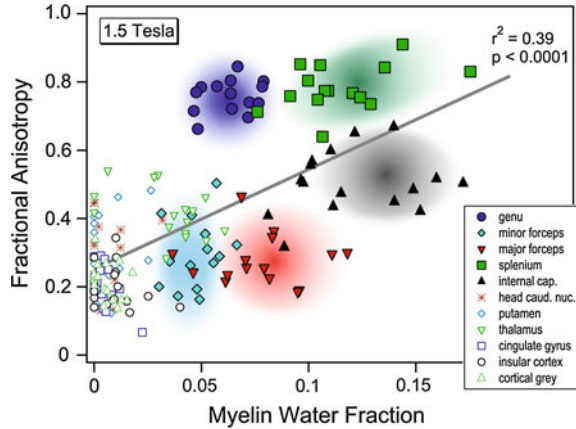 1.5 Tesla
r² = 0.39
p < 0.0001
1.0
0.8
0.6
0.4
0.2
0
Fractional Anisotropy
0
0.05
0.1
0.15
Myelin Water Fraction
genu
minor forceps
major forceps
splenium
internal cap.
head caud. nuc.
putamen
thalamus
cingulate gyrus
insular cortex
cortical grey